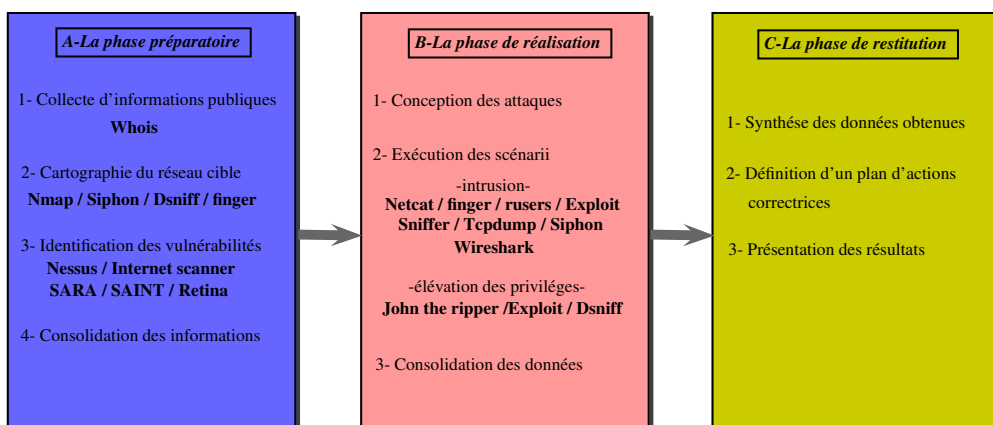 A-La phase préparatoire
1- Collecte d'informations publiques
Whois
2- Cartographie du réseau cible
Nmap / Siphon / Dsniff / finger
3- Identification des vulnérabilités
Nessus / Internet scanner
SARA / SAINT / Retina
4- Consolidation des informations
B-La phase de réalisation
1- Conception des attaques
2- Exécution des scénarii
-intrusion-
Netcat / finger / rusers / Exploit
Sniffer / Tcpdump / Siphon
Wireshark
-élévation des priviléges-
John the ripper /Exploit / Dsniff
3- Consolidation des données
C-La phase de restitution
1- Synthése des données obtenues
2- Définition d'un plan d'actions
correctrices
3- Présentation des résultats